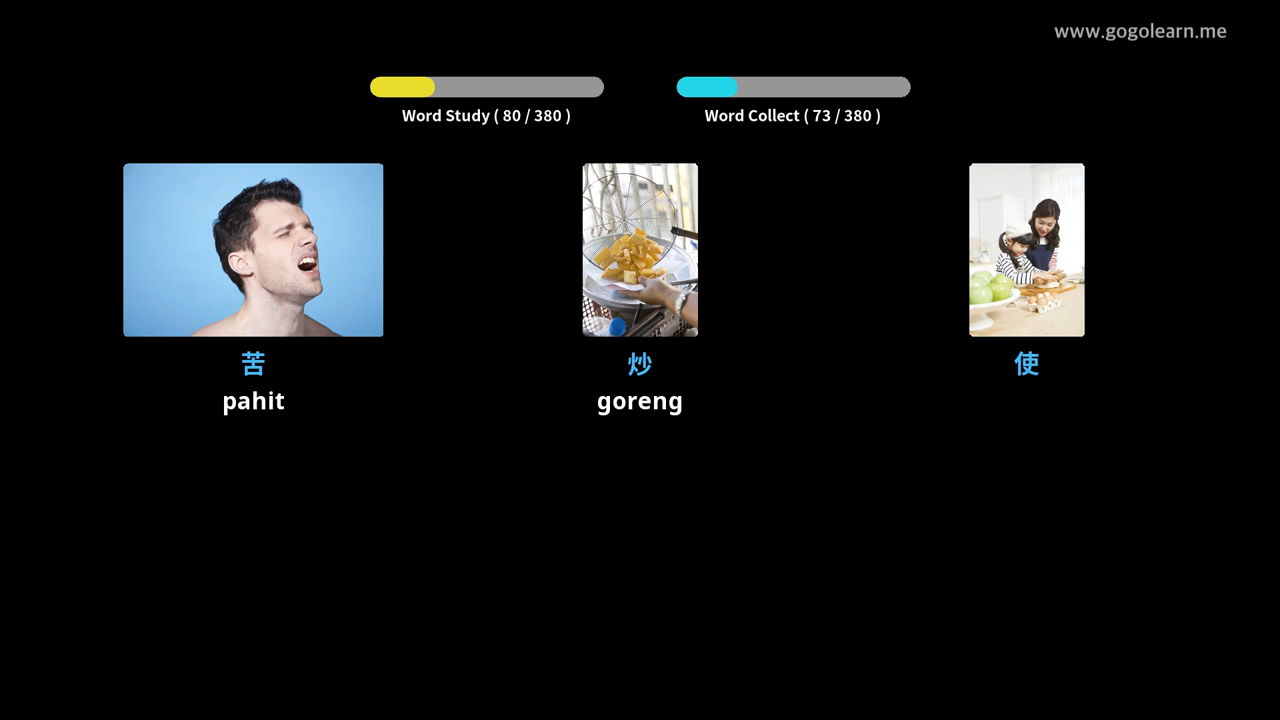 www.gogolearn.me
Word Study ( 80 / 380 )
Word Collect ( 73 / 380 )
苦
炒
使
pahit
goreng